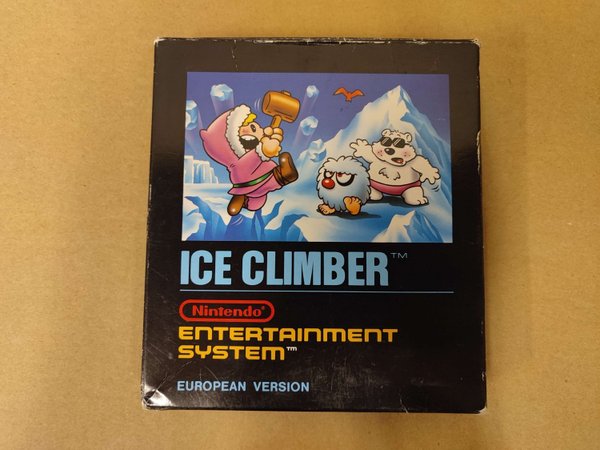 ICE CLIMBER™
Nintendo®
ENTERTAINMENT
SYSTEM™
EUROPEAN VERSION